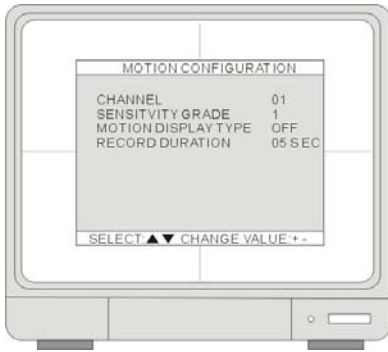 MOTION CONFIGURATION
CHANNEL 01
SENSITVITY GRADE 1
MOTION DISPLAY TYPE OFF
RECORD DURATION 05 SEC
SELECT:▲▼ CHANGE VALUE:+ -